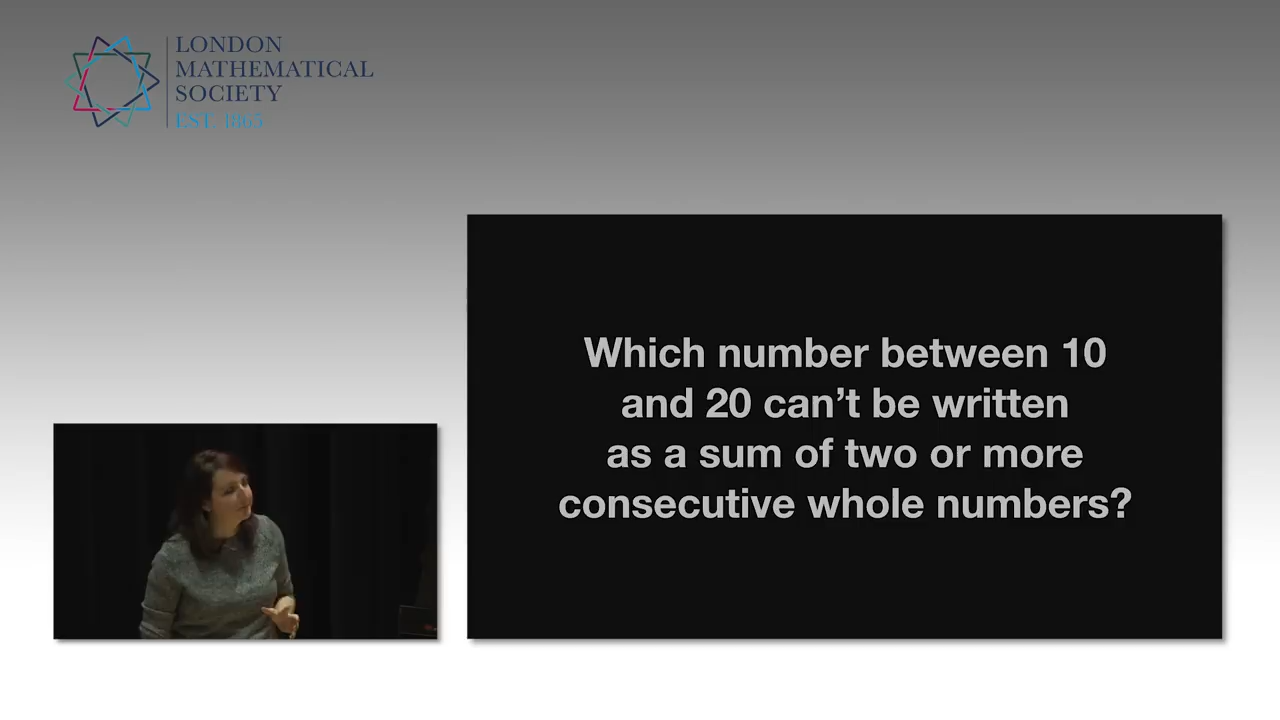 LONDON
MATHEMATICAL
SOCIETY
EST. 1865
Which number between 10
and 20 can’t be written
as a sum of two or more
consecutive whole numbers?